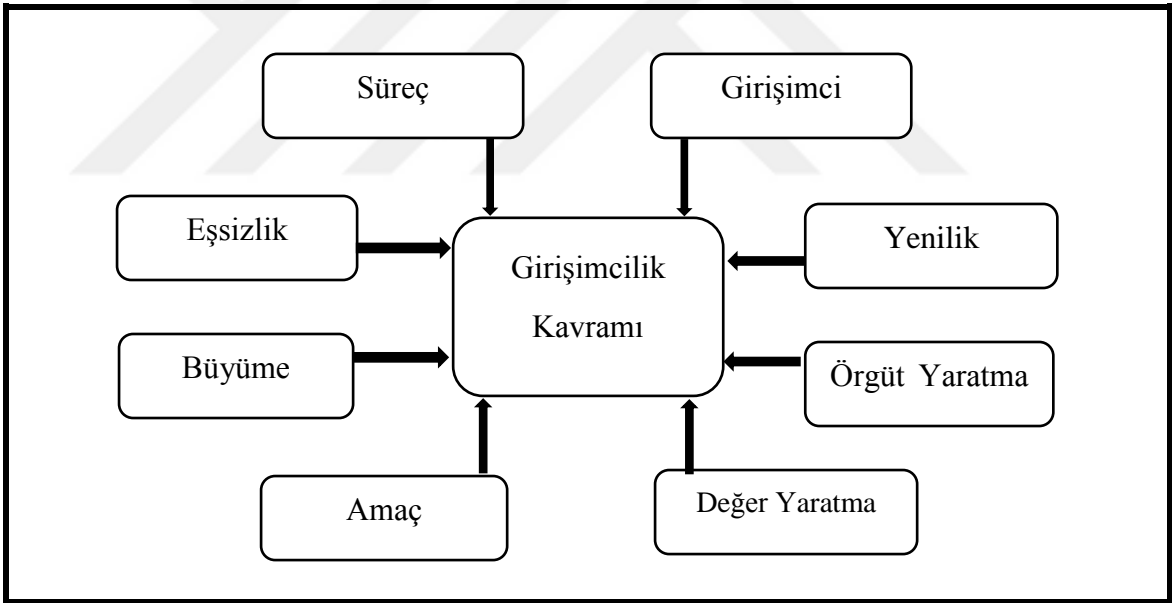 Süreç
Girişimci
Eşsizlik
Yenilik
Girişimcilik
Kavramı
Büyüme
Örgüt Yaratma
Amaç
Değer Yaratma